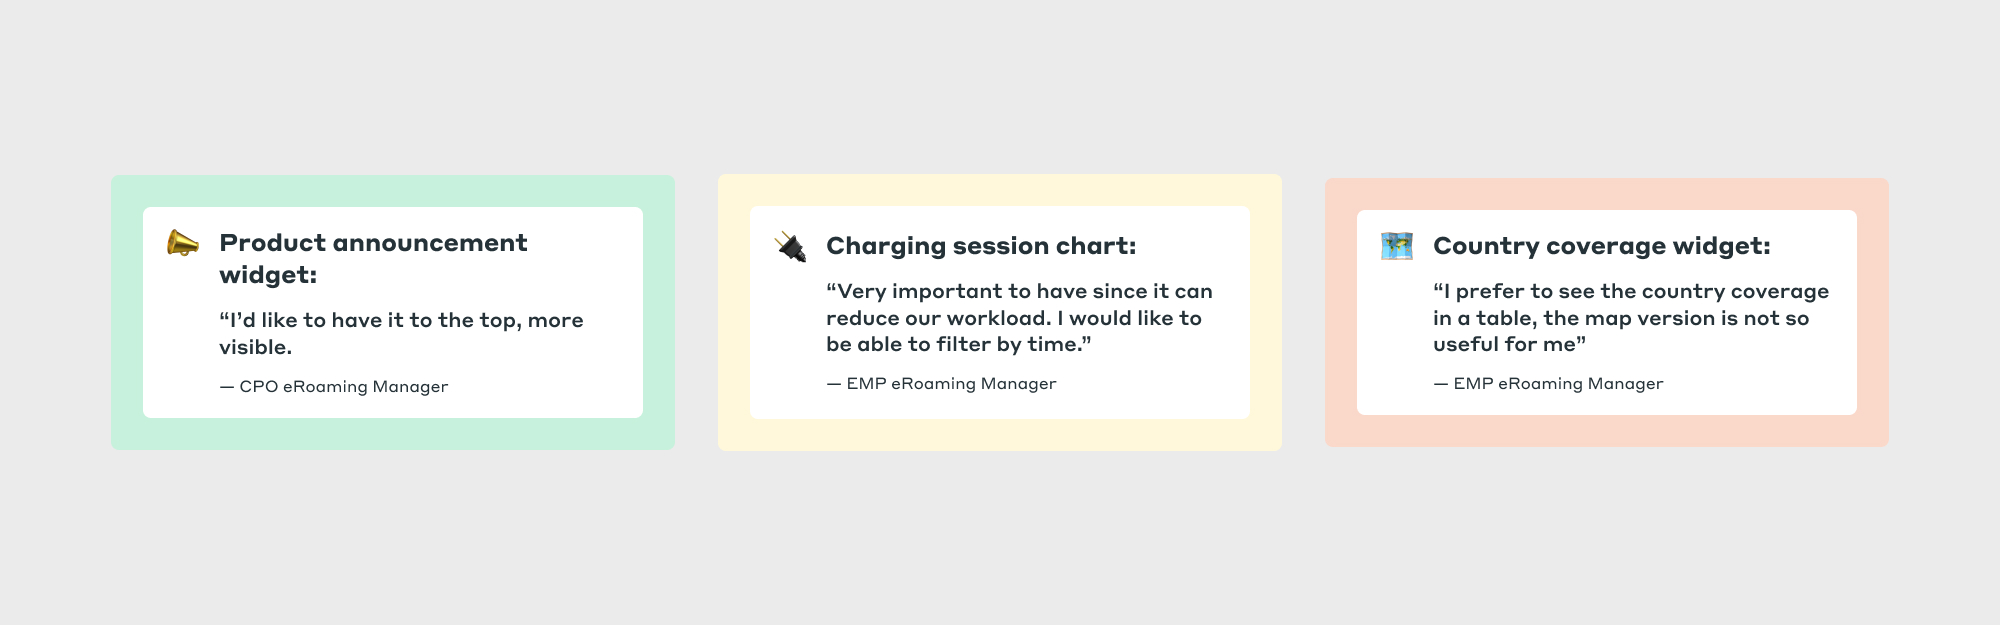 Product announcement
widget:
“I’d like to have it to the top, more
visible.
— CPO eRoaming Manager
Charging session chart:
“Very important to have since it can
reduce our workload. I would like to
be able to filter by time.”
— EMP eRoaming Manager
Country coverage widget:
“I prefer to see the country coverage
in a table, the map version is not so
useful for me”
— EMP eRoaming Manager